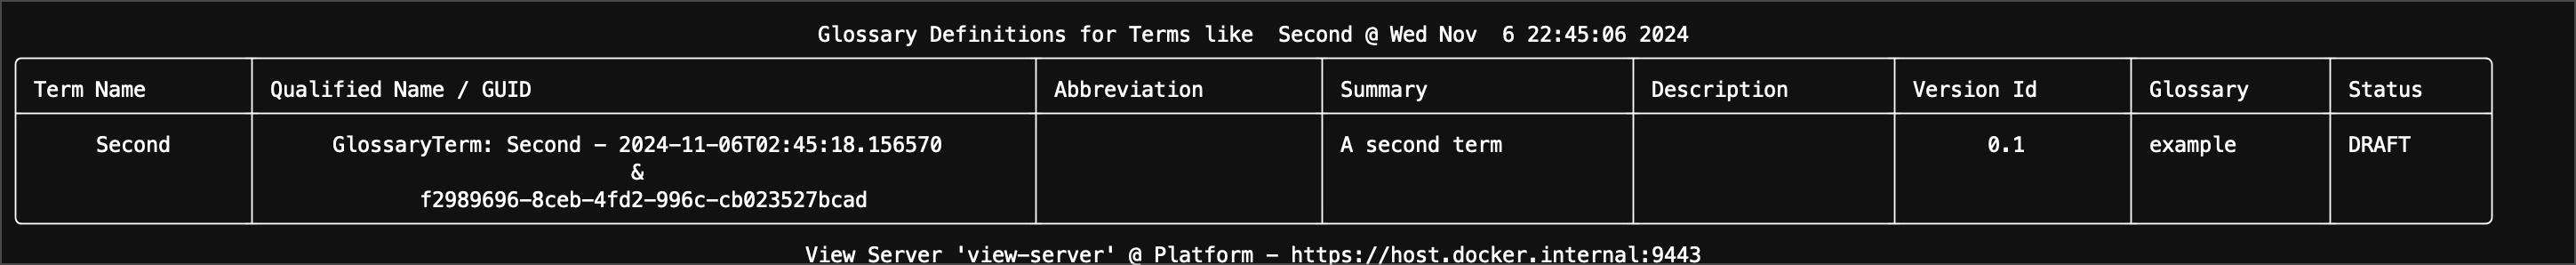 Glossary Definitions for Terms like  Second @ Wed Nov  6 22:45:06 2024
Term Name Qualified Name / GUID Abbreviation Summary Description Version Id Glossary Status
Second GlossaryTerm: Second - 2024-11-06T02:45:18.156570 A second term 0.1 example DRAFT
&
f2989696-8ceb-4fd2-996c-cb023527bcad
View Server 'view-server' @ Platform - https://host.docker.internal:9443